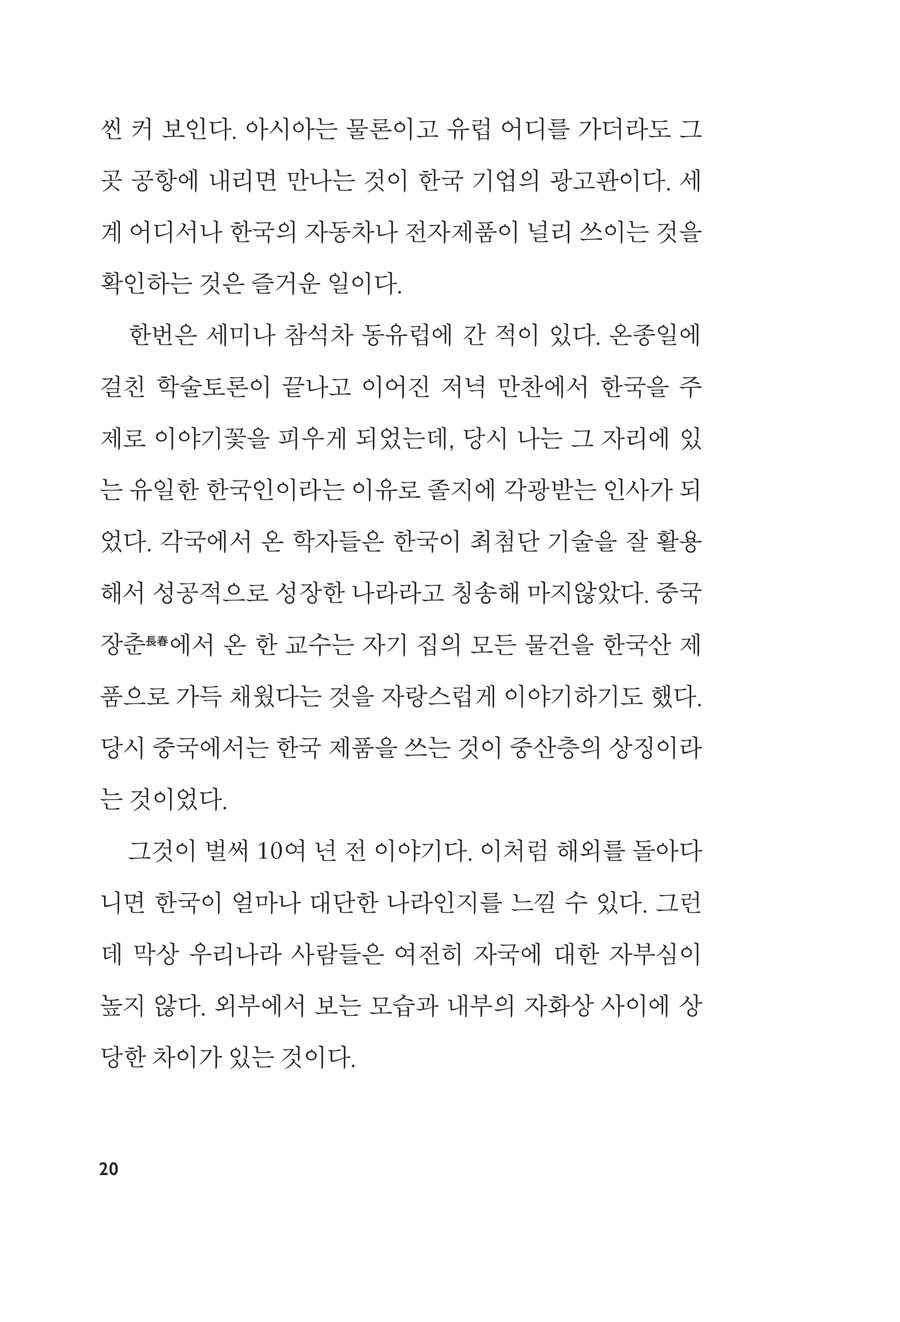 씬 커 보인다. 아시아는 물론이고 유럽 어디를 가더라도 그
곳 공항에 내리면 만나는 것이 한국 기업의 광고판이다. 세
계 어디서나 한국의 자동차나 전자제품이 널리 쓰이는 것을
확인하는 것은 즐거운 일이다.
한번은 세미나 참석차 동유럽에 간 적이 있다. 온종일에
걸친 학술토론이 끝나고 이어진 저녁 만찬에서 한국을 주
제로 이야기꽃을 피우게 되었는데, 당시 나는 그 자리에 있
는 유일한 한국인이라는 이유로 졸지에 각광받는 인사가 되
었다. 각국에서 온 학자들은 한국이 최첨단 기술을 잘 활용
해서 성공적으로 성장한 나라라고 칭송해 마지않았다. 중국
장춘長春에서 온 한 교수는 자기 집의 모든 물건을 한국산 제
품으로 가득 채웠다는 것을 자랑스럽게 이야기하기도 했다.
당시 중국에서는 한국 제품을 쓰는 것이 중산층의 상징이라
는 것이었다.
그것이 벌써 10여 년 전 이야기다. 이처럼 해외를 돌아다
니면 한국이 얼마나 대단한 나라인지를 느낄 수 있다. 그런
데 막상 우리나라 사람들은 여전히 자국에 대한 자부심이
높지 않다. 외부에서 보는 모습과 내부의 자화상 사이에 상
당한 차이가 있는 것이다.
20